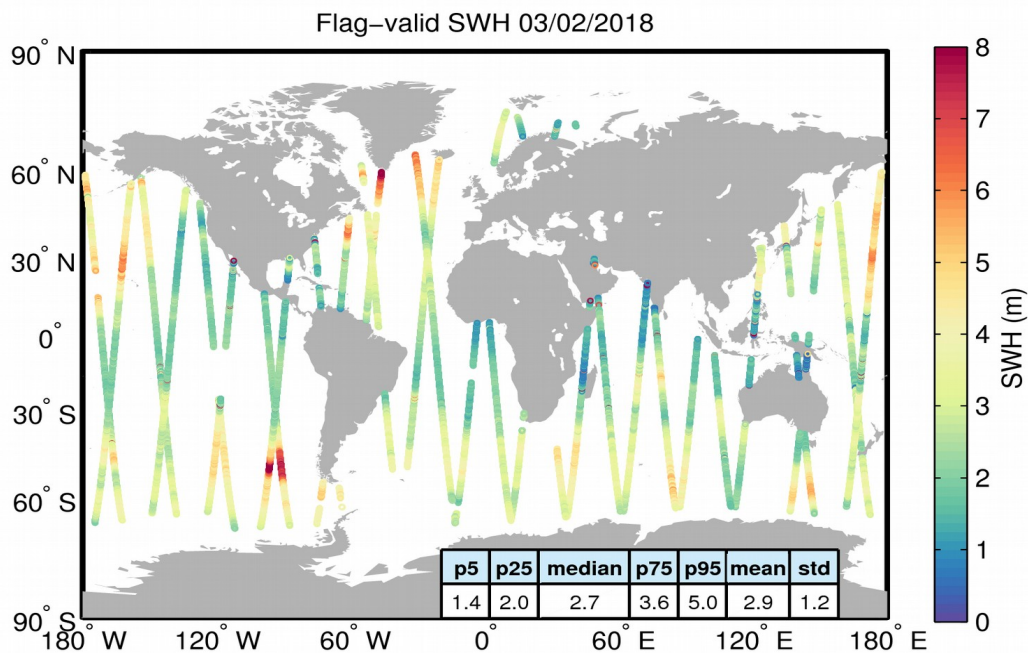 Flag−valid SWH 03/02/2018
90° N
60° N
30° N
0°
30° S
60° S
90° S
180° W
120° W
60° W
0°
60° E
120° E
180° E
8
7
6
5
4
3
2
1
0
SWH (m)
p5 p25 median p75 p95 mean std
1.4 2.0 2.7 3.6 5.0 2.9 1.2